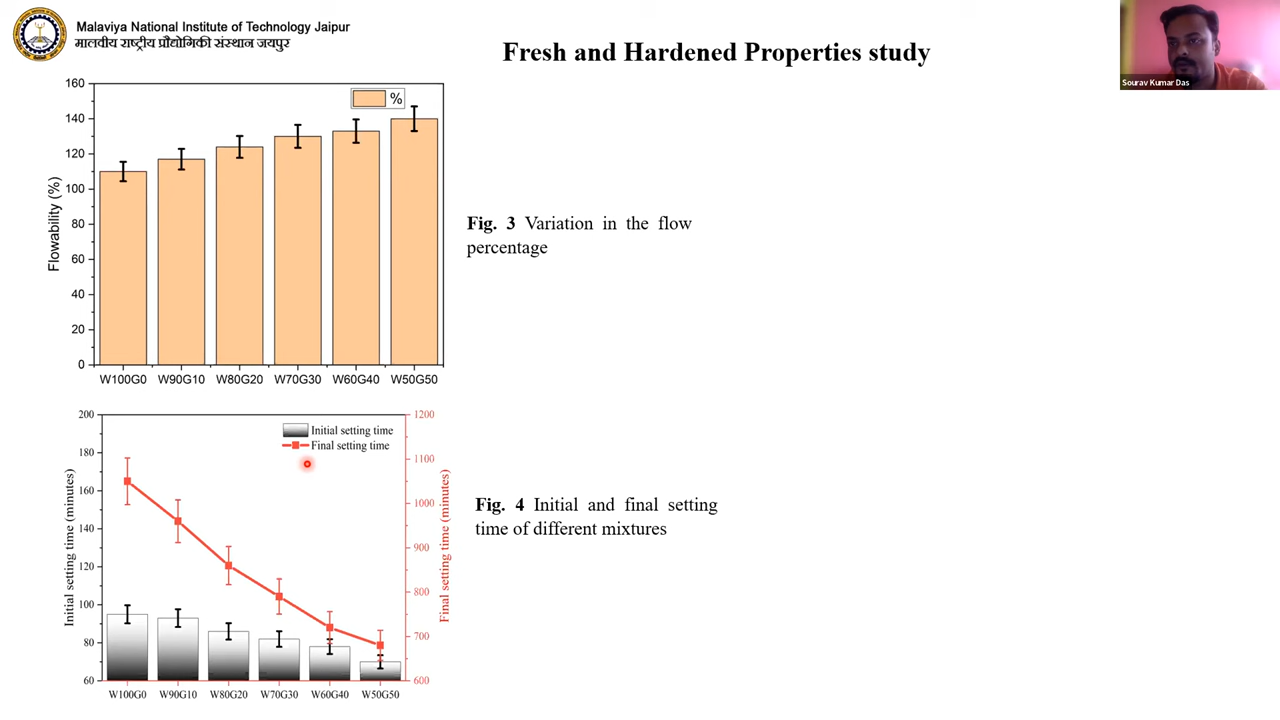 Malaviya National Institute of Technology Jaipur
मालवीय राष्ट्रीय प्रौद्योगिकी संस्थान जयपुर
Fresh and Hardened Properties study
Sourav Kumar Das
160
140
120
100
80
60
40
20
0
Flowability (%)
%
W100G0 W90G10 W80G20 W70G30 W60G40 W50G50
Fig. 3 Variation in the flow
percentage
200
180
160
140
120
100
80
60
Initial setting time (minutes)
Initial setting time
Final setting time
1200
1100
1000
900
800
700
600
Final setting time (minutes)
W100G0 W90G10 W80G20 W70G30 W60G40 W50G50
Fig. 4 Initial and final setting
time of different mixtures